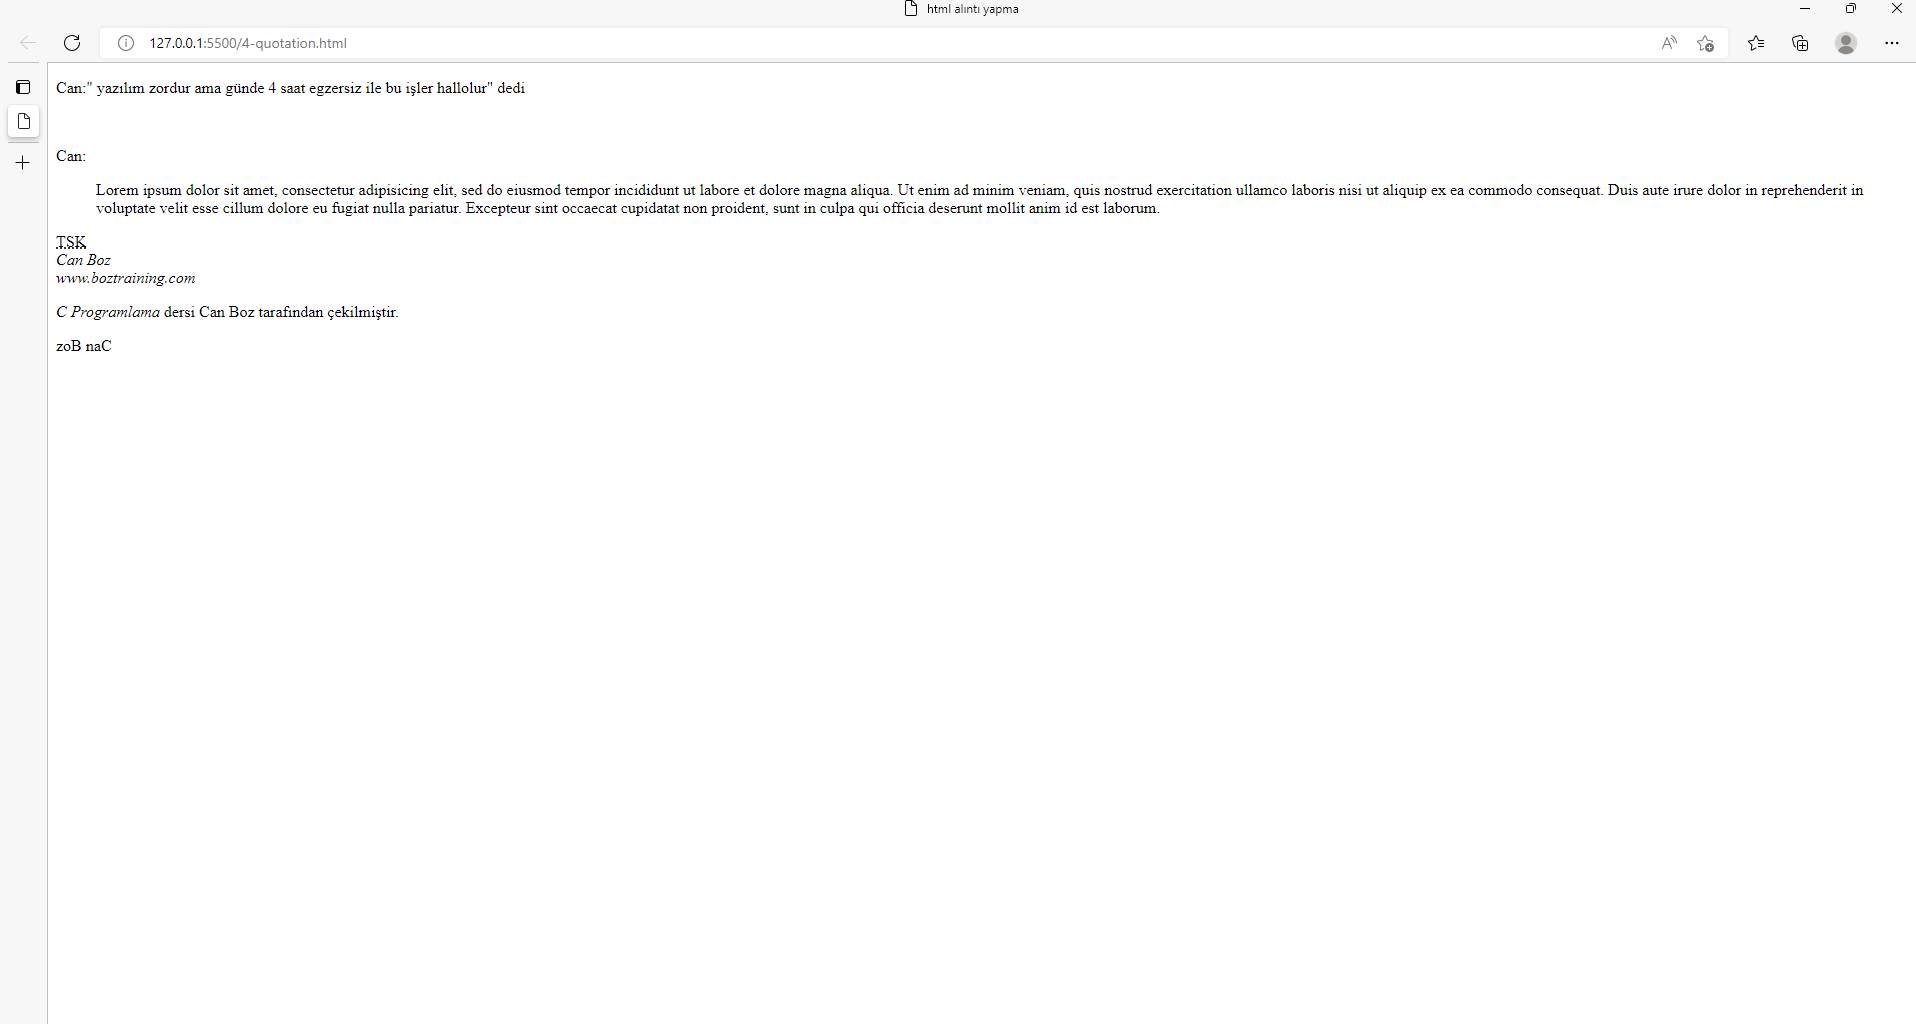 html alıntı yapma
127.0.0.1:5500/4-quotation.html
Can:" yazılım zordur ama günde 4 saat egzersiz ile bu işler hallolur" dedi
Can:
Lorem ipsum dolor sit amet, consectetur adipisicing elit, sed do eiusmod tempor incididunt ut labore et dolore magna aliqua. Ut enim ad minim veniam, quis nostrud exercitation ullamco laboris nisi ut aliquip ex ea commodo consequat. Duis aute irure dolor in reprehenderit in
voluptate velit esse cillum dolore eu fugiat nulla pariatur. Excepteur sint occaecat cupidatat non proident, sunt in culpa qui officia deserunt mollit anim id est laborum.
TSK
Can Boz
www.boztraining.com
C Programlama dersi Can Boz tarafından çekilmiştir.
zoB naC